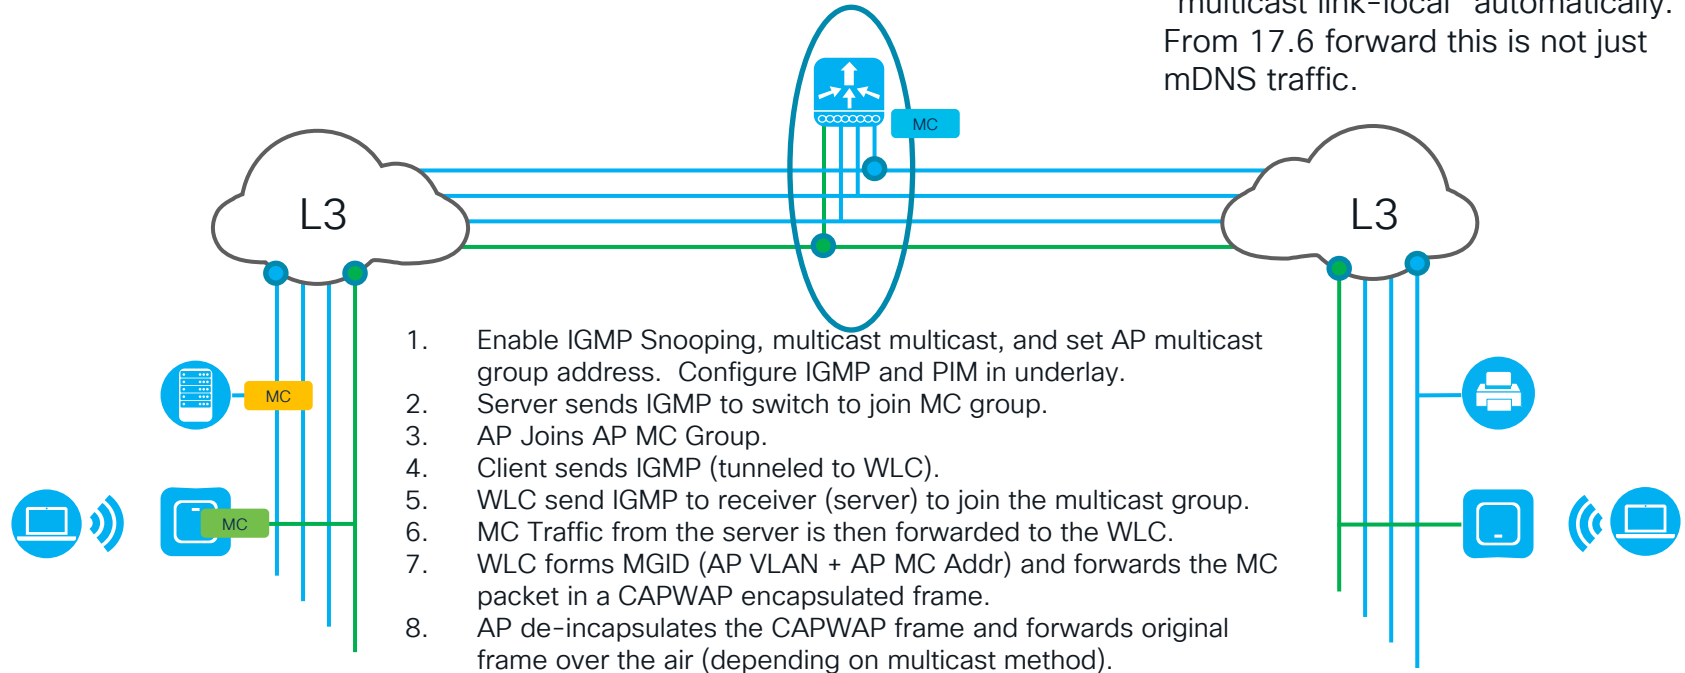 "multicast link-local" automatically.
From 17.6 forward this is not just
mDNS traffic.
MC
L3
L3
1. Enable IGMP Snooping, multicast multicast, and set AP multicast
group address. Configure IGMP and PIM in underlay.
2. Server sends IGMP to switch to join MC group.
3. AP Joins AP MC Group.
4. Client sends IGMP (tunneled to WLC).
5. WLC send IGMP to receiver (server) to join the multicast group.
6. MC Traffic from the server is then forwarded to the WLC.
7. WLC forms MGID (AP VLAN + AP MC Addr) and forwards the MC
packet in a CAPWAP encapsulated frame.
8. AP de-incapsulates the CAPWAP frame and forwards original
frame over the air (depending on multicast method).
MC
MC